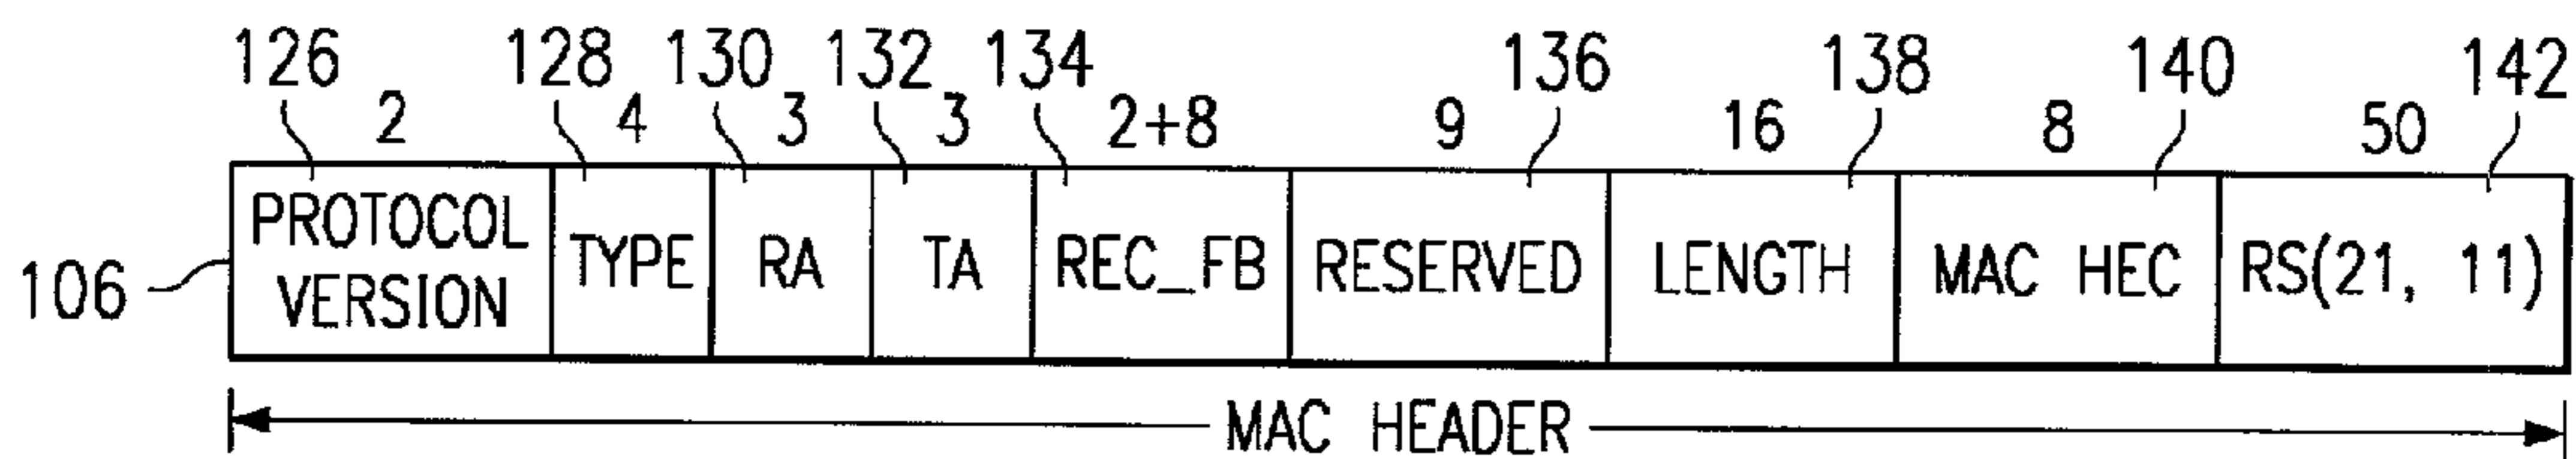 126 128 130 132 134 136 138 140 142
2 4 3 3 2+8 9 16 8 50
106
PROTOCOL VERSION
TYPE
RA
TA
REC_FB
RESERVED
LENGTH
MAC HEC
RS(21, 11)
MAC HEADER